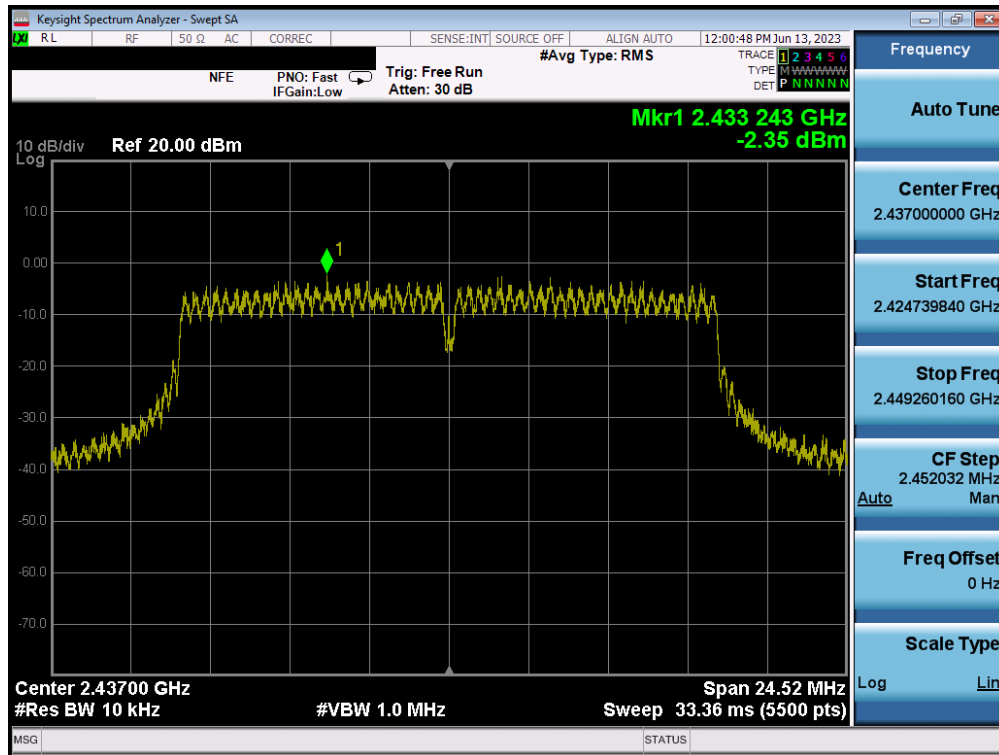 Keysight Spectrum Analyzer - Swept SA
LXI RL RF 50 Ω AC CORREC SENSE:INT SOURCE OFF ALIGN AUTO 12:00:48 PM Jun 13, 2023
#Avg Type: RMS
TRACE 1 2 3 4 5 6
TYPE M WWWWW
DET P N N N N N
NFE
PNO: Fast
IFGain:Low
Trig: Free Run
Atten: 30 dB
Mkr1 2.433 243 GHz
-2.35 dBm
10 dB/div
Log
Ref 20.00 dBm
10.0
0.00
-10.0
-20.0
-30.0
-40.0
-50.0
-60.0
-70.0
1
Center 2.43700 GHz
Span 24.52 MHz
#Res BW 10 kHz
#VBW 1.0 MHz
Sweep 33.36 ms (5500 pts)
MSG
STATUS
Frequency
Auto Tune
Center Freq
2.437000000 GHz
Start Freq
2.424739840 GHz
Stop Freq
2.449260160 GHz
CF Step
2.452032 MHz
Auto Man
Freq Offset
0 Hz
Scale Type
Log Lin